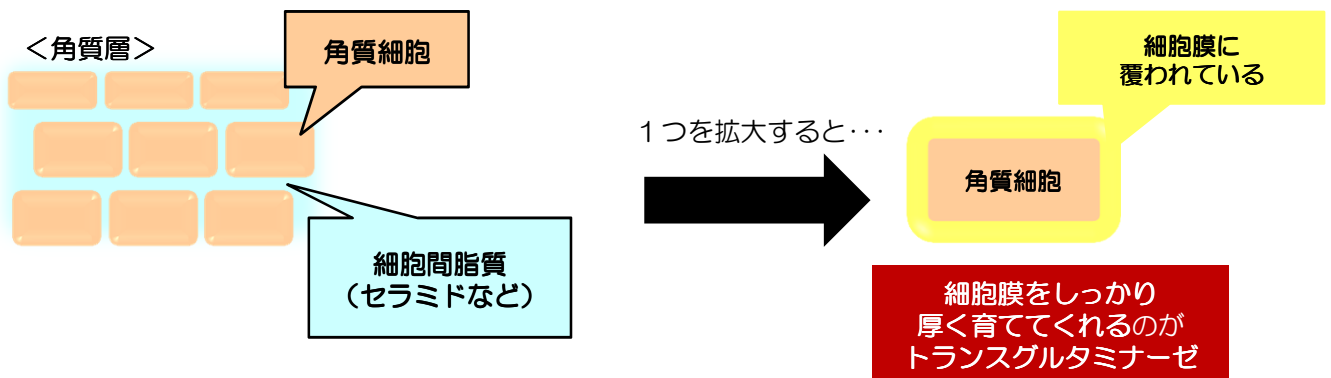 ＜角質層＞
角質細胞
細胞間脂質
（セラミドなど）
１つを拡大すると･･･
細胞膜に
覆われている
角質細胞
細胞膜をしっかり
厚く育ててくれるのが
トランスグルタミナーゼ